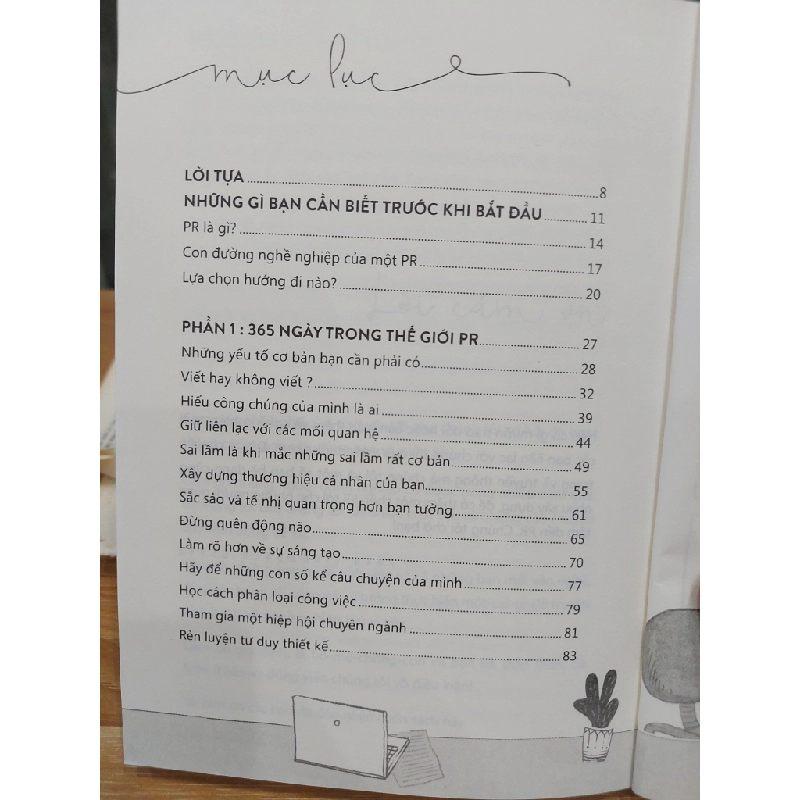 mục lục
LỜI TỰA 8
NHỮNG GÌ BẠN CẦN BIẾT TRƯỚC KHI BẮT ĐẦU 11
PR là gì? 14
Con đường nghề nghiệp của một PR 17
Lựa chọn hướng đi nào? 20
PHẦN 1 : 365 NGÀY TRONG THẾ GIỚI PR 27
Những yếu tố cơ bản bạn cần phải có 28
Viết hay không viết ? 32
Hiểu công chúng của mình là ai 39
Giữ liên lạc với các mối quan hệ 44
Sai lầm là khi mắc những sai lầm rất cơ bản 49
Xây dựng thương hiệu cá nhân của bạn 55
Sắc sảo và tế nhị quan trọng hơn bạn tưởng 61
Đừng quên động não 65
Làm rõ hơn về sự sáng tạo 70
Hãy để những con số kể câu chuyện của mình 77
Học cách phân loại công việc 79
Tham gia một hiệp hội chuyên ngành 81
Rèn luyện tư duy thiết kế 83